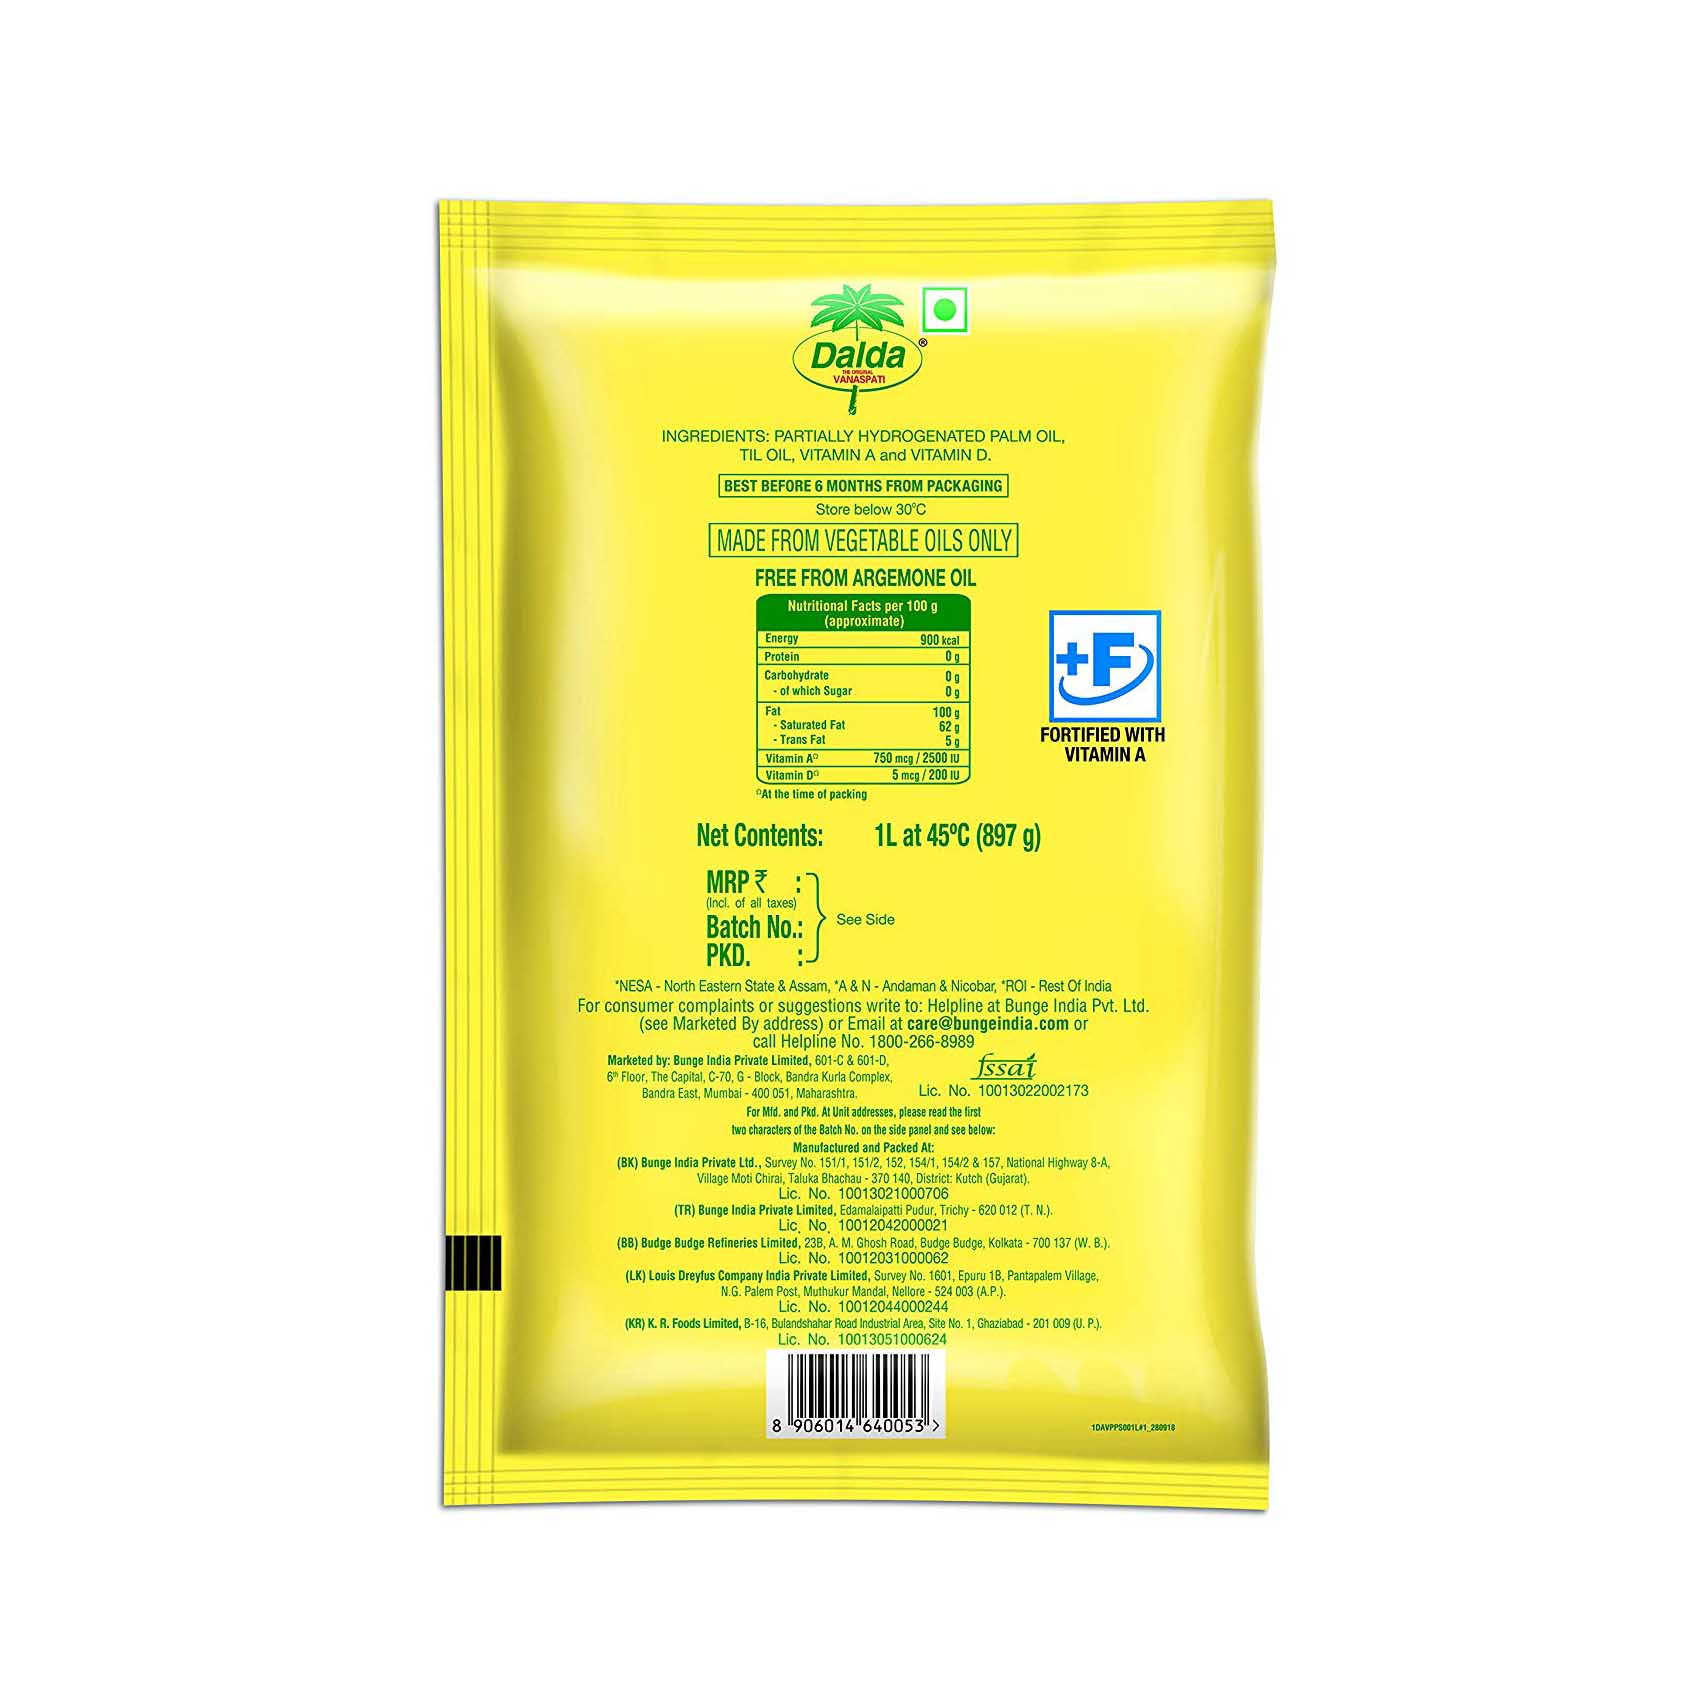 Dalda®
THE ORIGINAL
VANASPATI
INGREDIENTS: PARTIALLY HYDROGENATED PALM OIL,
TIL OIL, VITAMIN A and VITAMIN D.
BEST BEFORE 6 MONTHS FROM PACKAGING
Store below 30°C
MADE FROM VEGETABLE OILS ONLY
FREE FROM ARGEMONE OIL
Nutritional Facts per 100 g
(approximate)
Energy 900 kcal
Protein 0 g
Carbohydrate 0 g
- of which Sugar 0 g
Fat 100 g
- Saturated Fat 62 g
- Trans Fat 5 g
Vitamin AΩ 750 mcg / 2500 IU
Vitamin DΩ 5 mcg / 200 IU
ΩAt the time of packing
+F
FORTIFIED WITH
VITAMIN A
Net Contents: 1L at 45ºC (897 g)
MRP ₹ :
(Incl. of all taxes)
Batch No.:
PKD. :
See Side
*NESA - North Eastern State & Assam, *A & N - Andaman & Nicobar, *ROI - Rest Of India
For consumer complaints or suggestions write to: Helpline at Bunge India Pvt. Ltd.
(see Marketed By address) or Email at care@bungeindia.com or
call Helpline No. 1800-266-8989
Marketed by: Bunge India Private Limited, 601-C & 601-D,
6th Floor, The Capital, C-70, G - Block, Bandra Kurla Complex,
Bandra East, Mumbai - 400 051, Maharashtra.
fssai
Lic. No. 10013022002173
For Mfd. and Pkd. At Unit addresses, please read the first
two characters of the Batch No. on the side panel and see below:
Manufactured and Packed At:
(BK) Bunge India Private Ltd., Survey No. 151/1, 151/2, 152, 154/1, 154/2 & 157, National Highway 8-A,
Village Moti Chirai, Taluka Bhachau - 370 140, District: Kutch (Gujarat).
Lic. No. 10013021000706
(TR) Bunge India Private Limited, Edamalaipatti Pudur, Trichy - 620 012 (T. N.).
Lic. No. 10012042000021
(BB) Budge Budge Refineries Limited, 23B, A. M. Ghosh Road, Budge Budge, Kolkata - 700 137 (W. B.).
Lic. No. 10012031000062
(LK) Louis Dreyfus Company India Private Limited, Survey No. 1601, Epuru 1B, Pantapalem Village,
N.G. Palem Post, Muthukur Mandal, Nellore - 524 003 (A.P.).
Lic. No. 10012044000244
(KR) K. R. Foods Limited, B-16, Bulandshahar Road Industrial Area, Site No. 1, Ghaziabad - 201 009 (U. P.).
Lic. No. 10013051000624
8 906014 640053 >
1DAVPPS001L#1_280918